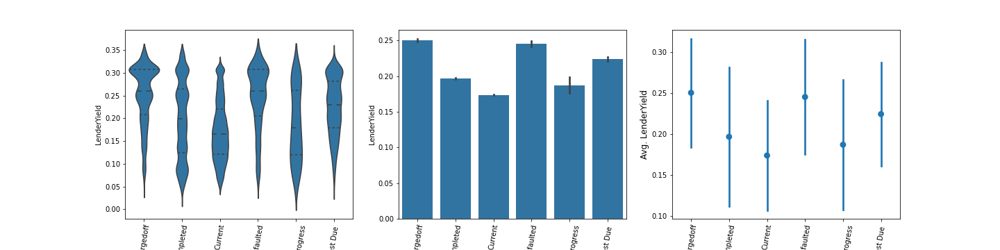 LenderYield
0.35
0.30
0.25
0.20
0.15
0.10
0.05
0.00
rgedoff
mpleted
Current
faulted
rogress
st Due
LenderYield
0.25
0.20
0.15
0.10
0.05
0.00
rgedoff
mpleted
Current
faulted
rogress
st Due
Avg. LenderYield
0.30
0.25
0.20
0.15
0.10
rgedoff
mpleted
Current
faulted
rogress
st Due